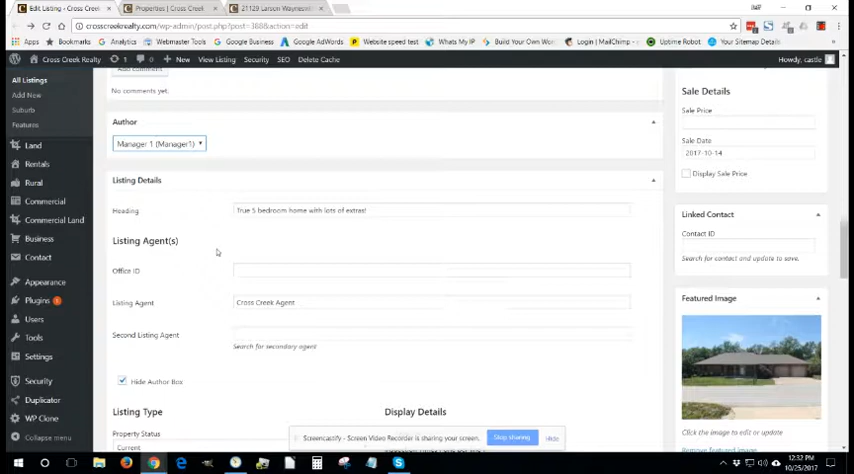 Edit Listing - Cross Cre
Properties | Cross Creek
21129 Larson Waynesvill
crosscreekrealty.com/wp-admin/post.php?post=388&action=edit
Apps Bookmarks Analytics Webmaster Tools Google Business Google AdWords Website speed test Whats My IP Build Your Own Login | MailChimp Uptime Robot Your Sitemap Details
Cross Creek Realty 1 0 New View Listing Security SEO Delete Cache Howdy, castle
All Listings
Add New
Suburb
Features
Land
Rentals
Rural
Commercial
Commercial Land
Business
Contact
Appearance
Plugins
Users
Tools
Settings
Security
Duplicator
WP Clone
Collapse menu
Add comment
No comments yet.
Author
Manager 1 (Manager1)
Listing Details
Heading True 5 bedroom home with lots of extras!
Listing Agent(s)
Office ID
Listing Agent Cross Creek Agent
Second Listing Agent
Search for secondary agent
Hide Author Box
Listing Type Display Details
Property Status
Current
Sale Details
Sale Price
Sale Date
2017-10-14
Display Sale Price
Linked Contact
Contact ID
Search for contact and update to save.
Featured Image
Click the image to edit or update
Remove featured image
Screencastify - Screen Video Recorder is sharing your screen. Stop sharing Hide
12:32 PM
10/25/2017